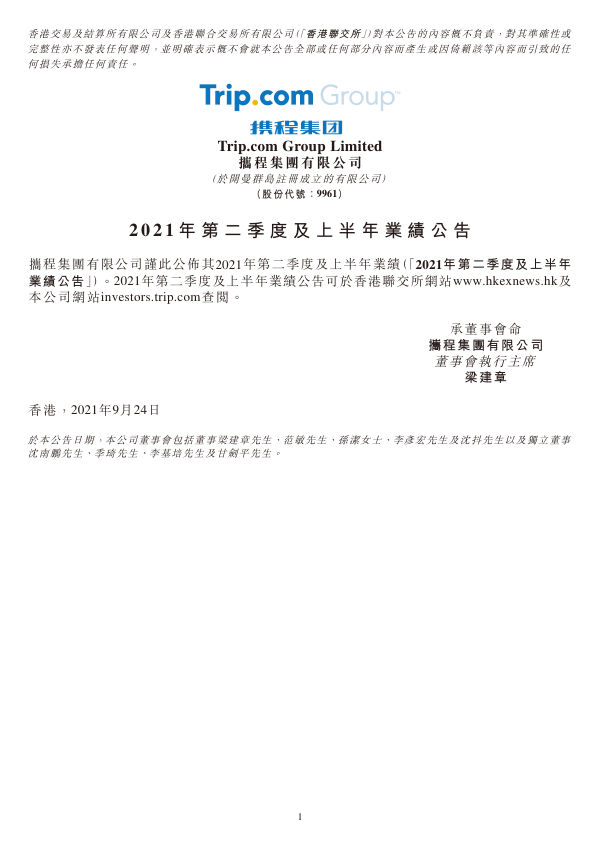 香港交易及結算所有限公司及香港聯合交易所有限公司(「香港聯交所」)對本公告的內容概不負責，對其準確性或
完整性亦不發表任何聲明，並明確表示概不會就本公告全部或任何部分內容而產生或因倚賴該等內容而引致的任
何損失承擔任何責任。
Trip.com Group™
携程集团
Trip.com Group Limited
攜程集團有限公司
(於開曼群島註冊成立的有限公司)
(股份代號：9961)
2021年第二季度及上半年業績公告
攜程集團有限公司謹此公佈其2021年第二季度及上半年業績(「2021年第二季度及上半年
業績公告」)。2021年第二季度及上半年業績公告可於香港聯交所網站www.hkexnews.hk及
本公司網站investors.trip.com查閱。
承董事會命
攜程集團有限公司
董事會執行主席
梁建章
香港，2021年9月24日
於本公告日期，本公司董事會包括董事梁建章先生、范敏先生、孫潔女士、李彥宏先生及沈抖先生以及獨立董事
沈南鵬先生、季琦先生、李基培先生及甘劍平先生。
1